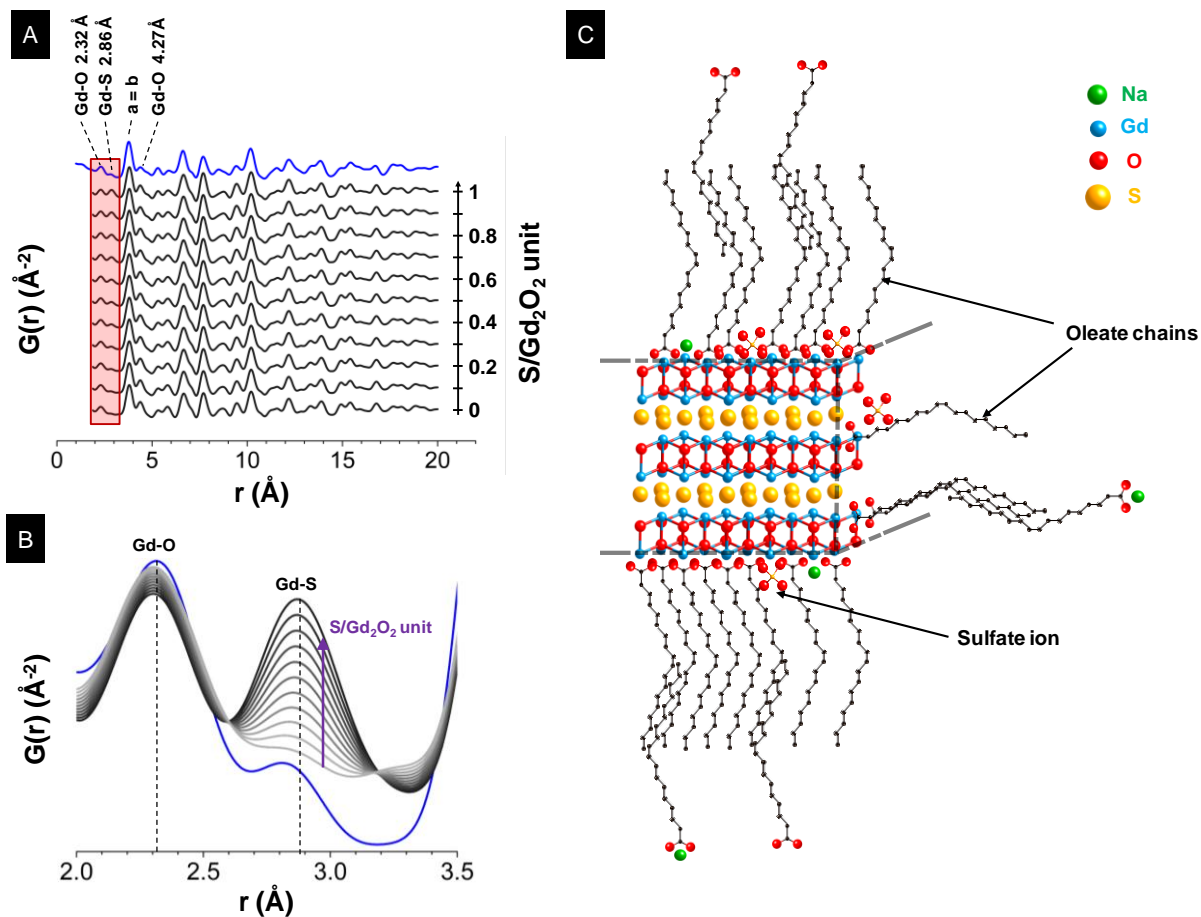 A
Gd-O 2.32 Å
Gd-S 2.86 Å
a = b
Gd-O 4.27Å
G(r) (Å-2)
1
0.8
0.6
0.4
0.2
0
S/Gd2O2 unit
0 5 10 15 20
r (Å)
B
Gd-O
Gd-S
S/Gd2O2 unit
G(r) (Å-2)
2.0 2.5 3.0 3.5
r (Å)
C
Na
Gd
O
S
Oleate chains
Sulfate ion